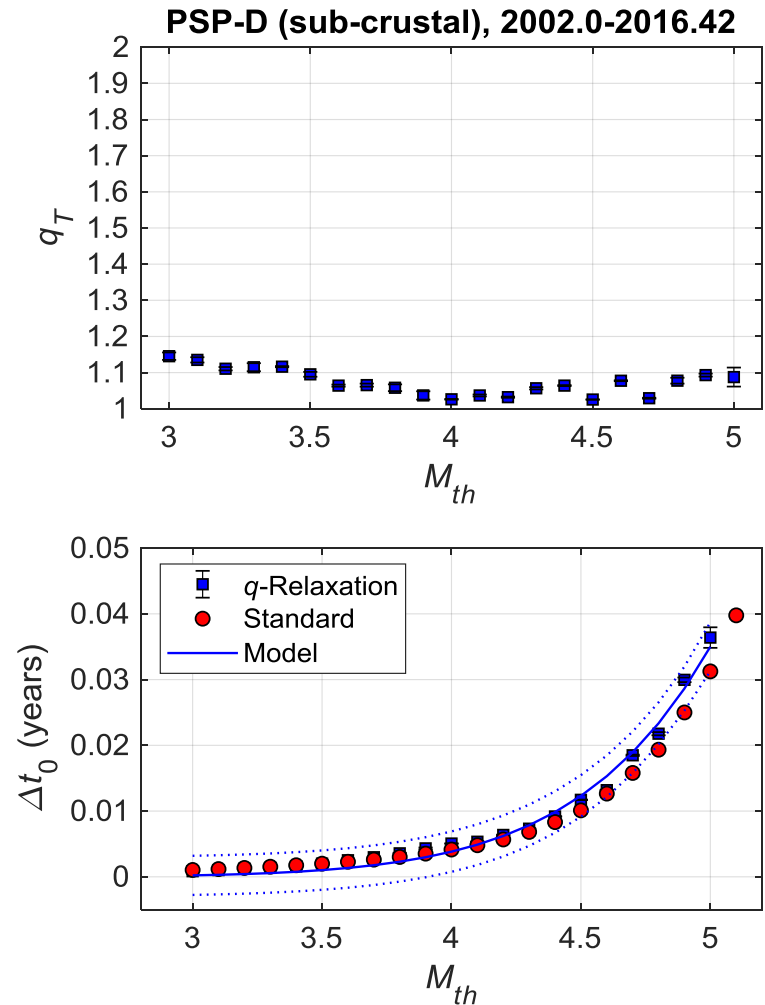 PSP-D (sub-crustal), 2002.0-2016.42
2
1.9
1.8
1.7
1.6
1.5
1.4
1.3
1.2
1.1
1
q_T
3 3.5 4 4.5 5
M_th
0.05
0.04
0.03
0.02
0.01
0
Δt_0 (years)
q-Relaxation
Standard
Model
3 3.5 4 4.5 5
M_th